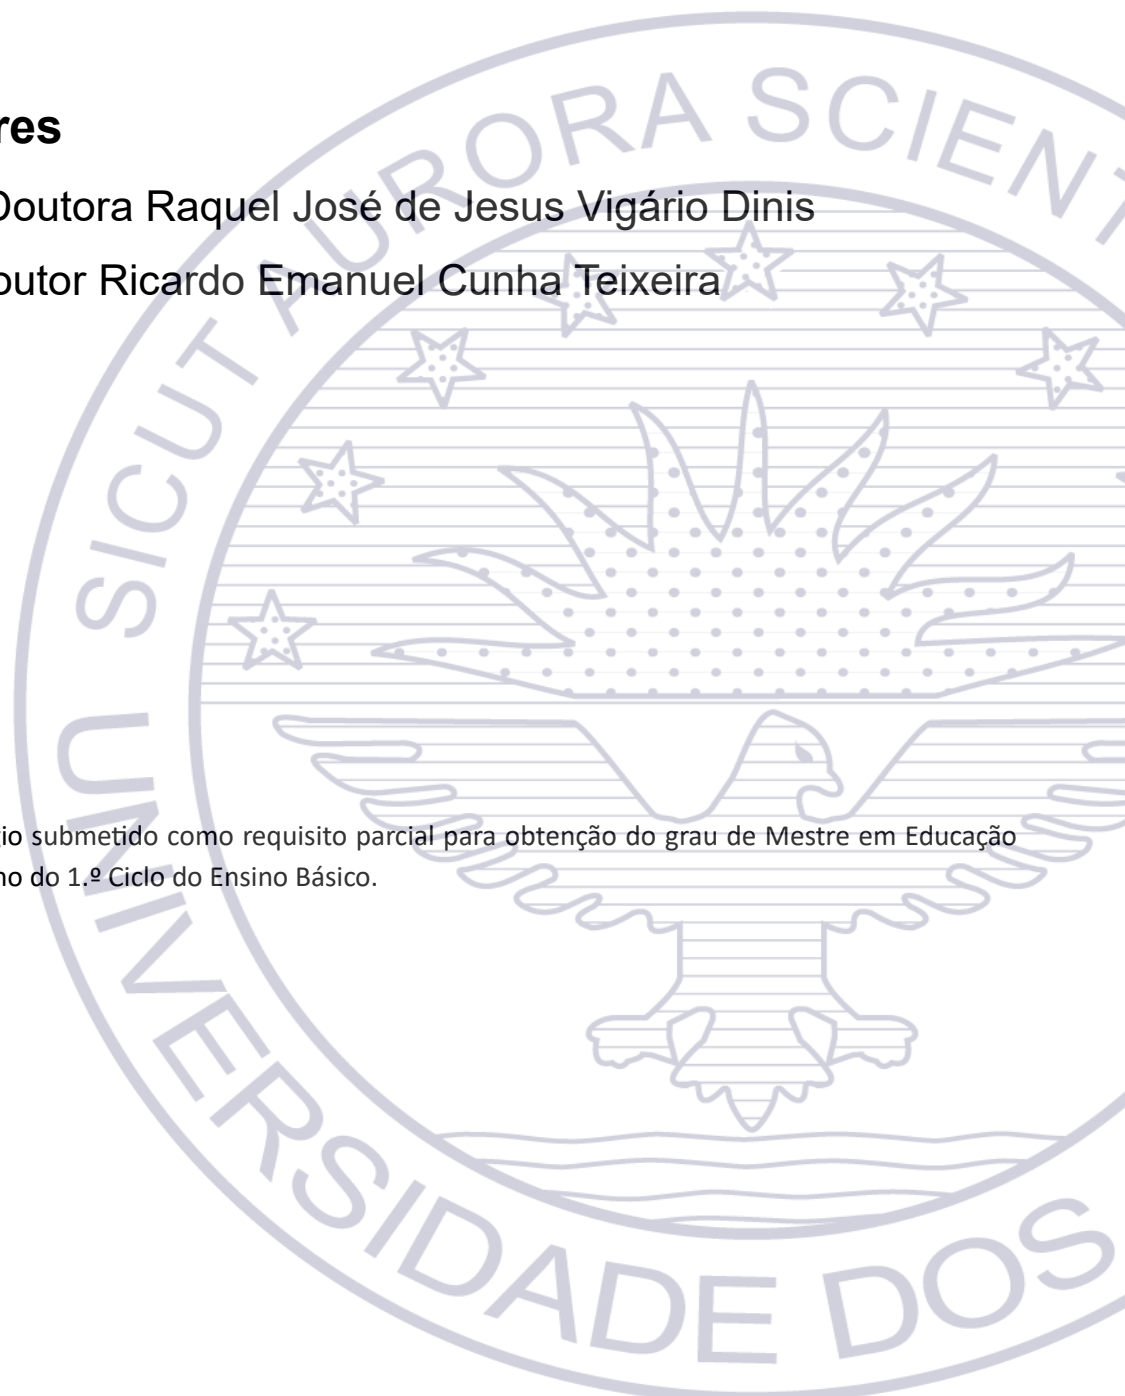 res
Doutora Raquel José de Jesus Vigário Dinis
outor Ricardo Emanuel Cunha Teixeira
io submetido como requisito parcial para obtenção do grau de Mestre em Educação
no do 1.º Ciclo do Ensino Básico.
SICUT AURORA SCIENT
UNIVERSIDADE DOS